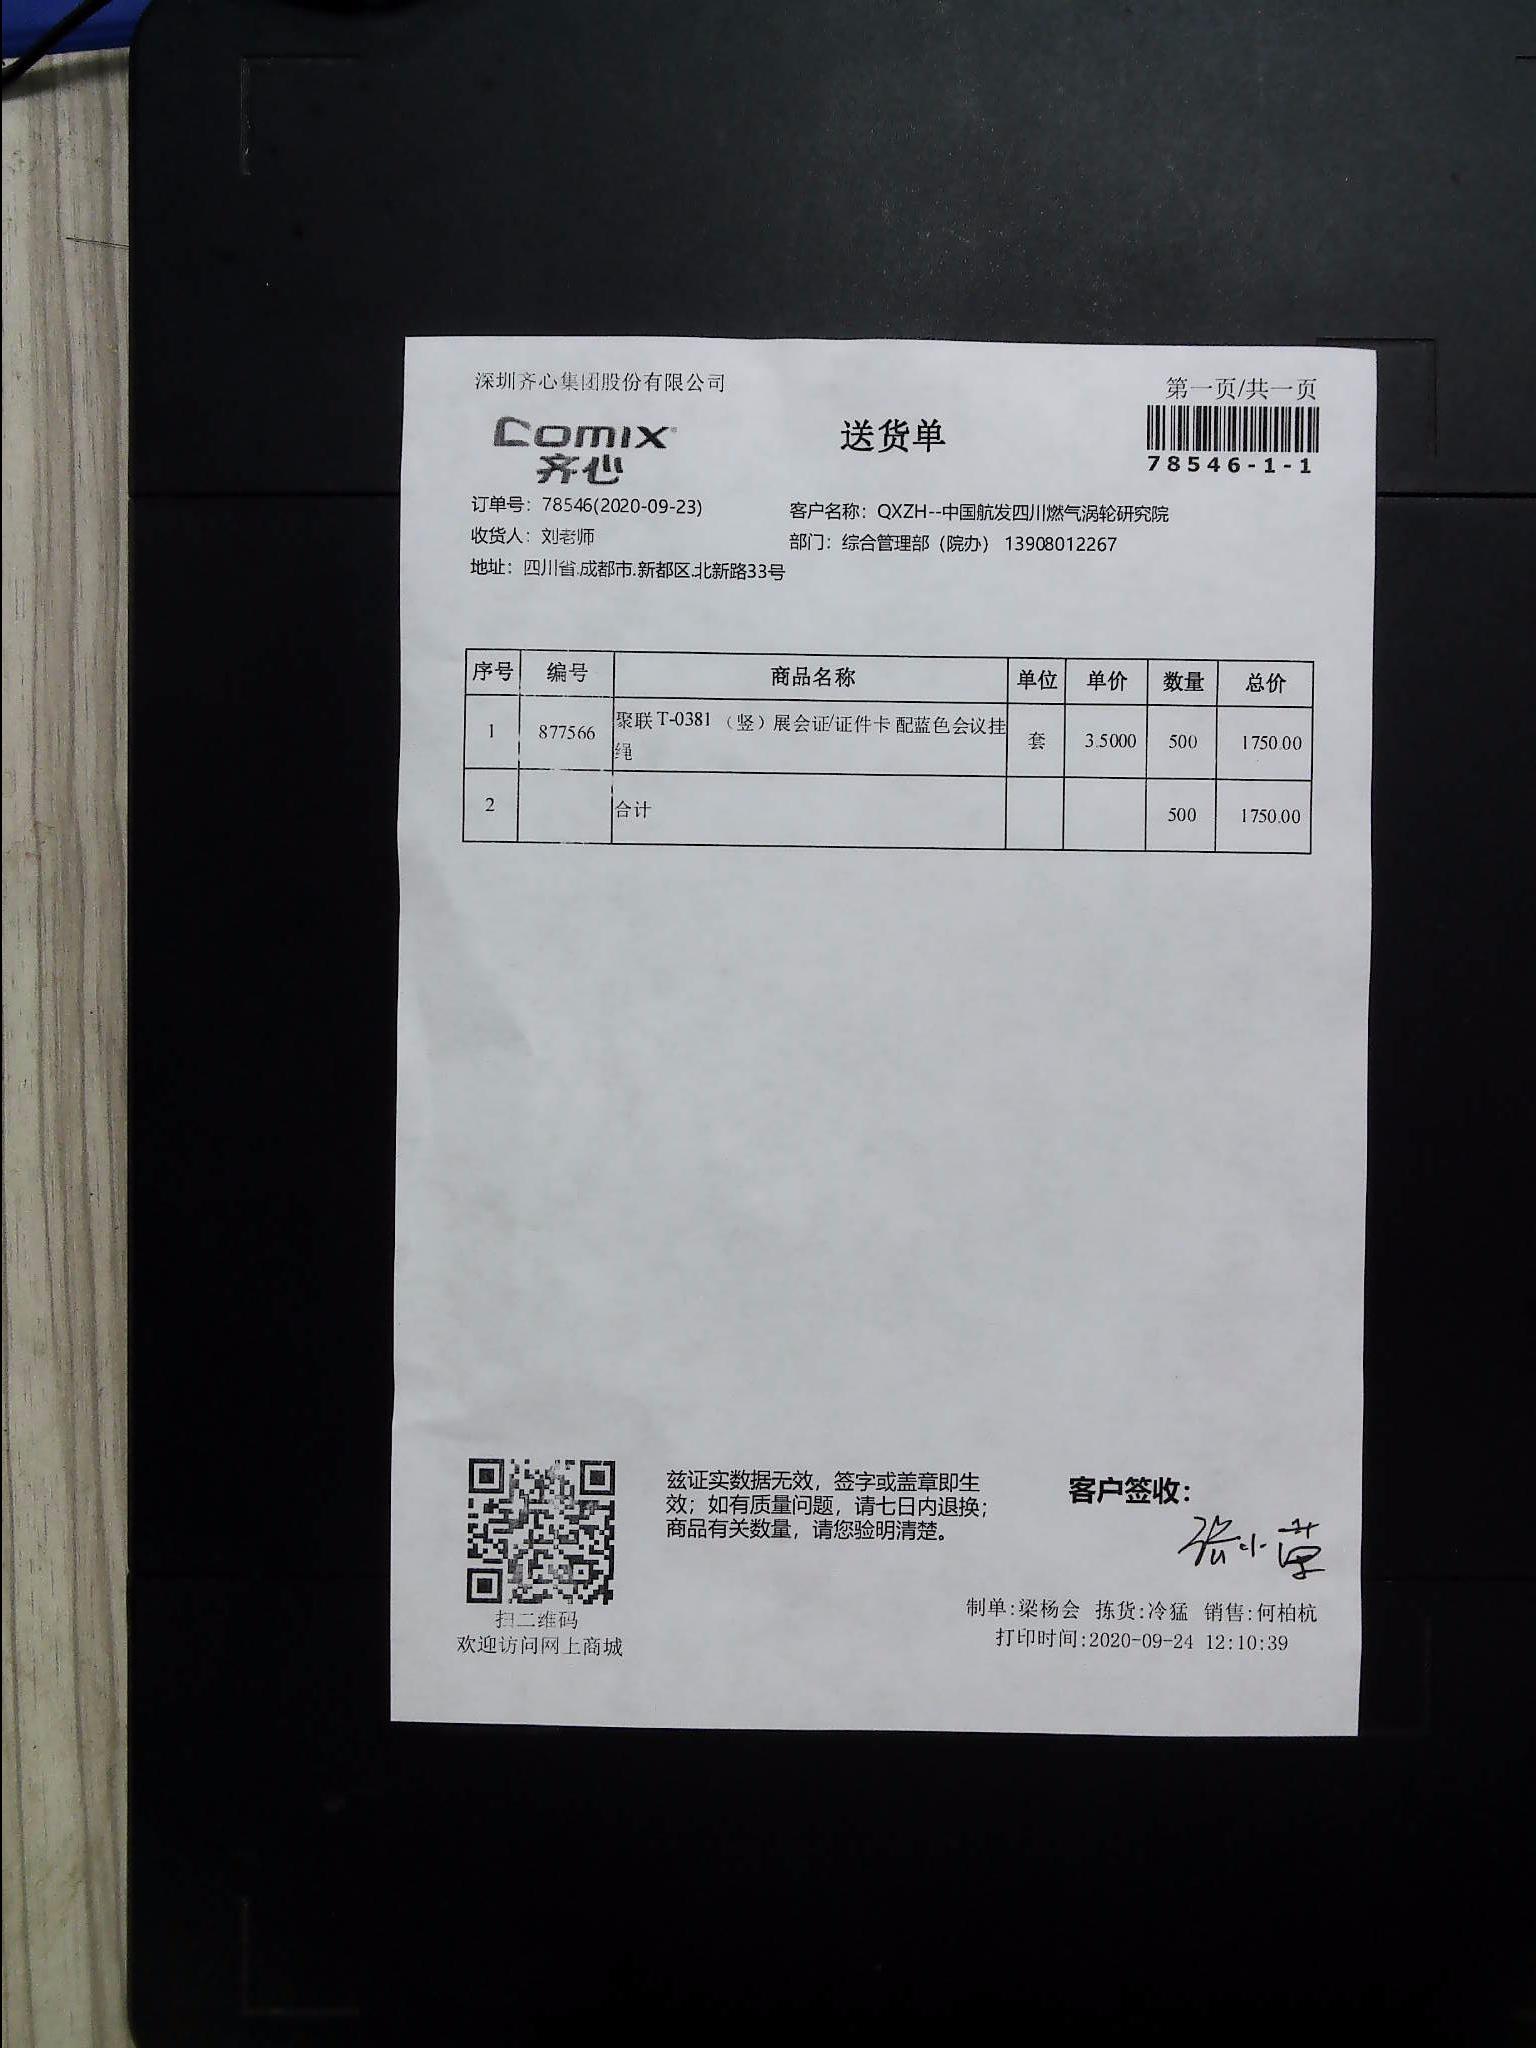 深圳齐心集团股份有限公司
第一页/共一页
COMIX
齐心
送货单
78546-1-1
订单号：78546(2020-09-23)
客户名称：QXZH--中国航发四川燃气涡轮研究院
收货人：刘老师
部门：综合管理部（院办） 13908012267
地址：四川省.成都市.新都区.北新路33号
序号 编号 商品名称 单位 单价 数量 总价
1 877566 聚联 T-0381 （竖）展会证/证件卡 配蓝色会议挂 套 3.5000 500 1750.00
绳
2 合计 500 1750.00
兹证实数据无效，签字或盖章即生
效；如有质量问题，请七日内退换；
商品有关数量，请您验明清楚。
客户签收：
张小草
扫二维码
欢迎访问网上商城
制单:梁杨会 拣货:冷猛 销售:何柏杭
打印时间:2020-09-24 12:10:39